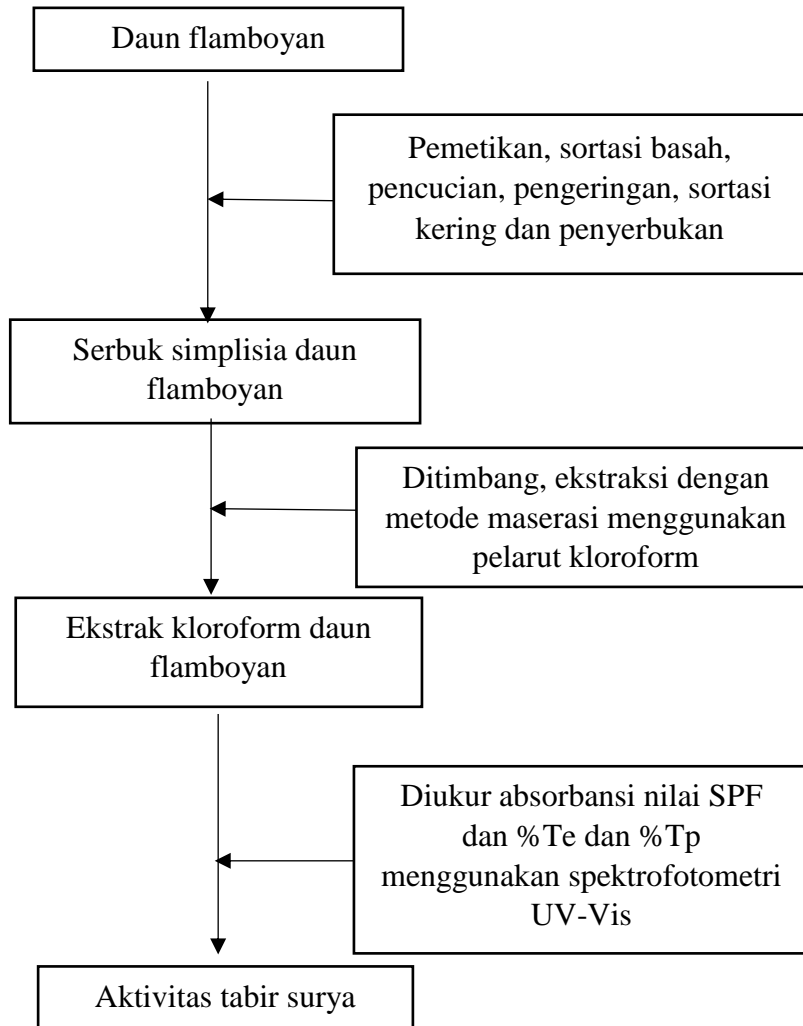 Daun flamboyan
Pemetikan, sortasi basah,
pencucian, pengeringan, sortasi
kering dan penyerbukan
Serbuk simplisia daun
flamboyan
Ditimbang, ekstraksi dengan
metode maserasi menggunakan
pelarut kloroform
Ekstrak kloroform daun
flamboyan
Diukur absorbansi nilai SPF
dan %Te dan %Tp
menggunakan spektrofotometri
UV-Vis
Aktivitas tabir surya